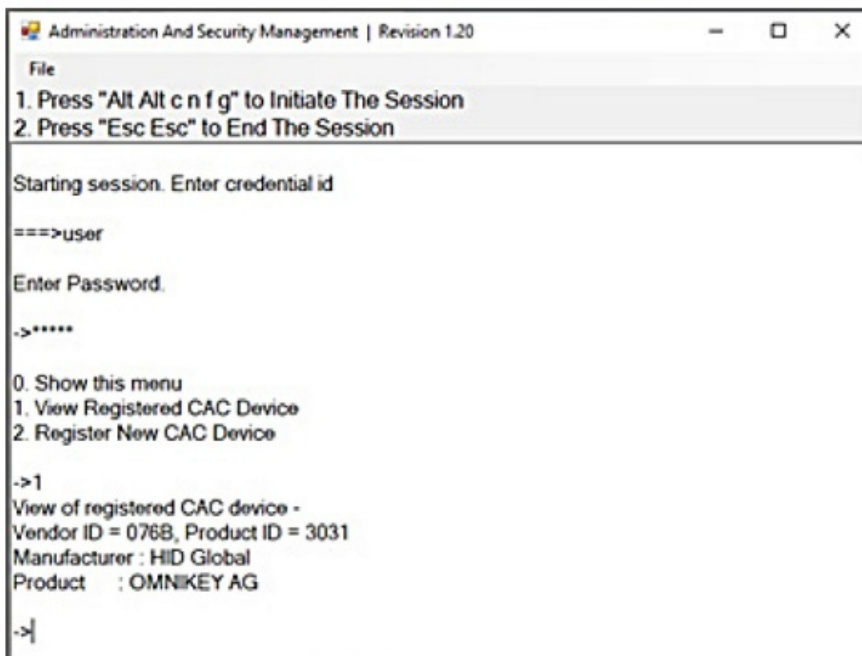 Administration And Security Management | Revision 1.20
File
1. Press "Alt Alt c n f g" to Initiate The Session
2. Press "Esc Esc" to End The Session
Starting session. Enter credential id
===>user
Enter Password.
->*****
0. Show this menu
1. View Registered CAC Device
2. Register New CAC Device
->1
View of registered CAC device -
Vendor ID = 076B, Product ID = 3031
Manufacturer : HID Global
Product : OMNIKEY AG
->